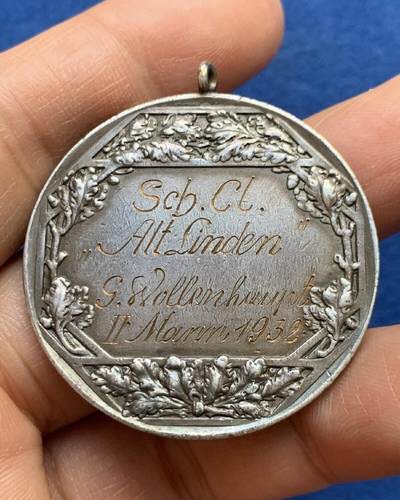 Sch. Cl.
„Alt Linden"
G. Wollenhaupt
II Mann 1932